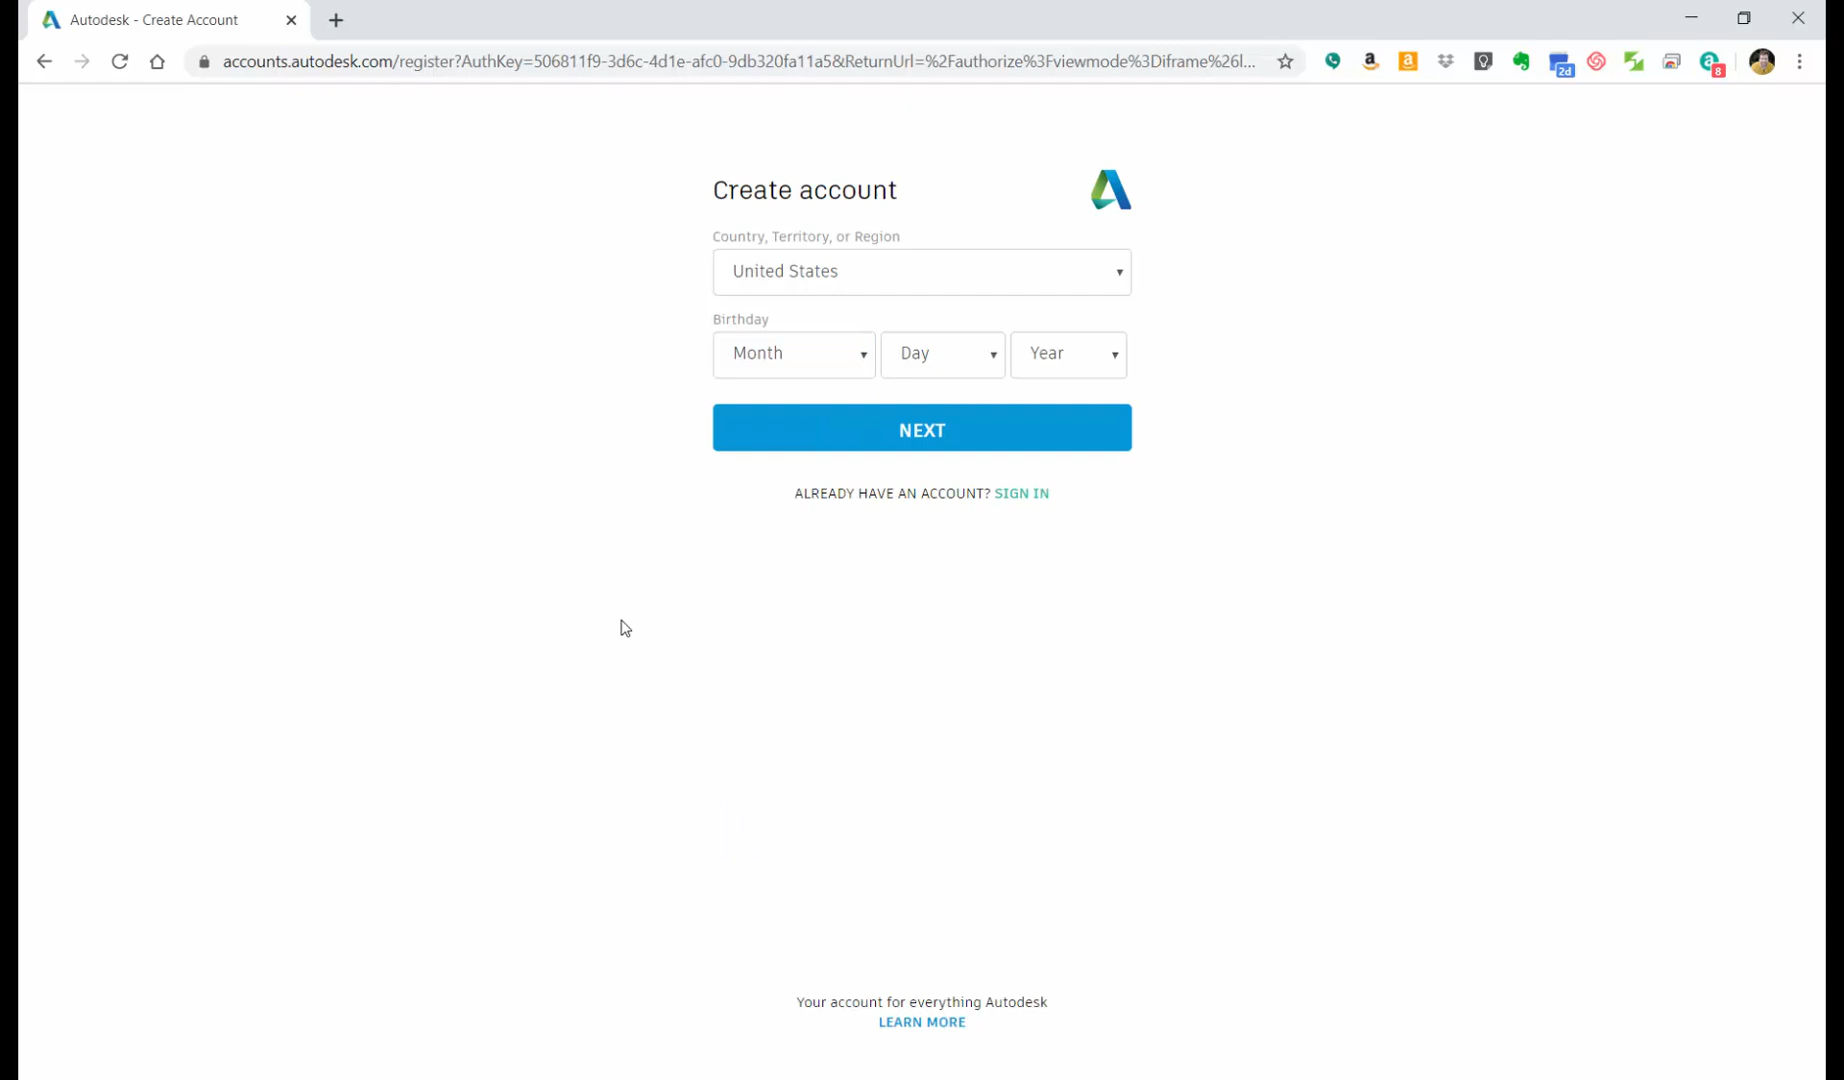 Autodesk - Create Account
accounts.autodesk.com/register?AuthKey=506811f9-3d6c-4d1e-afc0-9db320fa11a5&ReturnUrl=%2Fauthorize%3Fviewmode%3Diframe%26l...
2d
8
Create account
Country, Territory, or Region
United States
Birthday
Month Day Year
NEXT
ALREADY HAVE AN ACCOUNT? SIGN IN
Your account for everything Autodesk
LEARN MORE